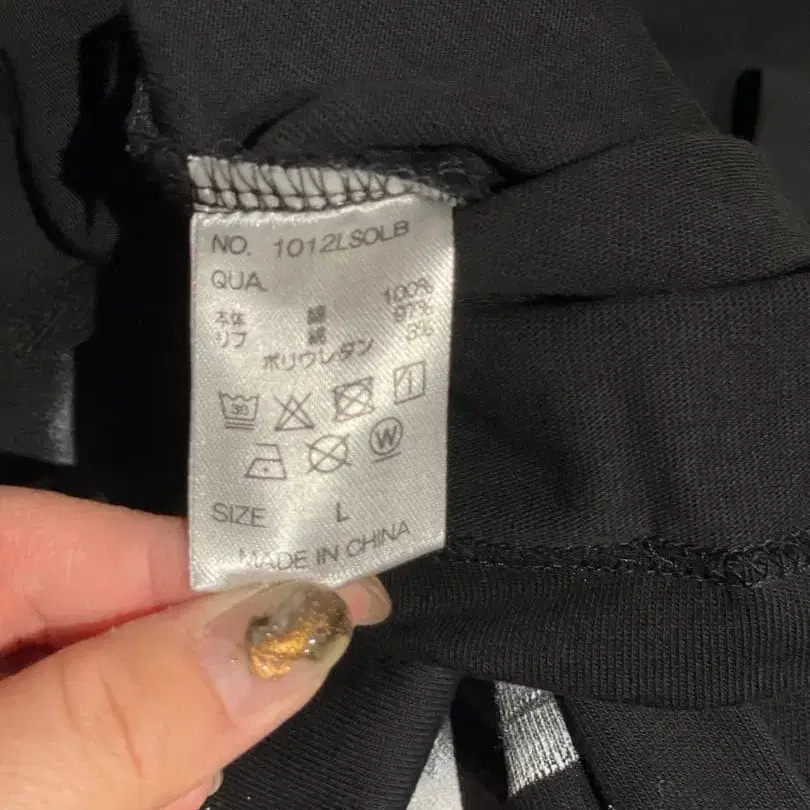 NO. 1012LSOLB
QUA.
本体 綿 100%
リブ 綿 97%
ポリウレタン 3%
30
W
SIZE L
MADE IN CHINA